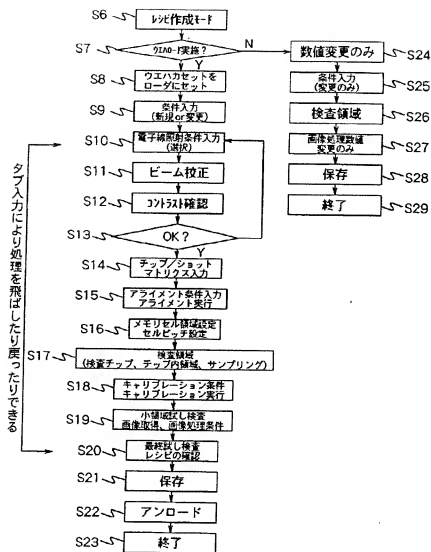 S6
レシピ作成モード
S7
ウエハロード実施?
N
Y
S8
ウエハカセットを
ローダにセット
S9
条件入力
(新規or変更)
S10
電子線照射条件入力
(選択)
S11
ビーム校正
S12
コントラスト確認
S13
OK?
Y
S14
チップ/ショット
マトリクス入力
S15
アライメント条件入力
アライメント実行
S16
メモリセル領域設定
セルピッチ設定
S17
検査領域
(検査チップ、チップ内領域、サンプリング)
S18
キャリブレーション条件
キャリブレーション実行
S19
小領域試し検査
画像取得、画像処理条件
S20
最終試し検査
レシピの確認
S21
保存
S22
アンロード
S23
終了
数値変更のみ
S24
条件入力
(変更のみ)
S25
検査領域
S26
画像処理数値
変更のみ
S27
保存
S28
終了
S29
タブ入力により処理を飛ばしたり戻ったりできる